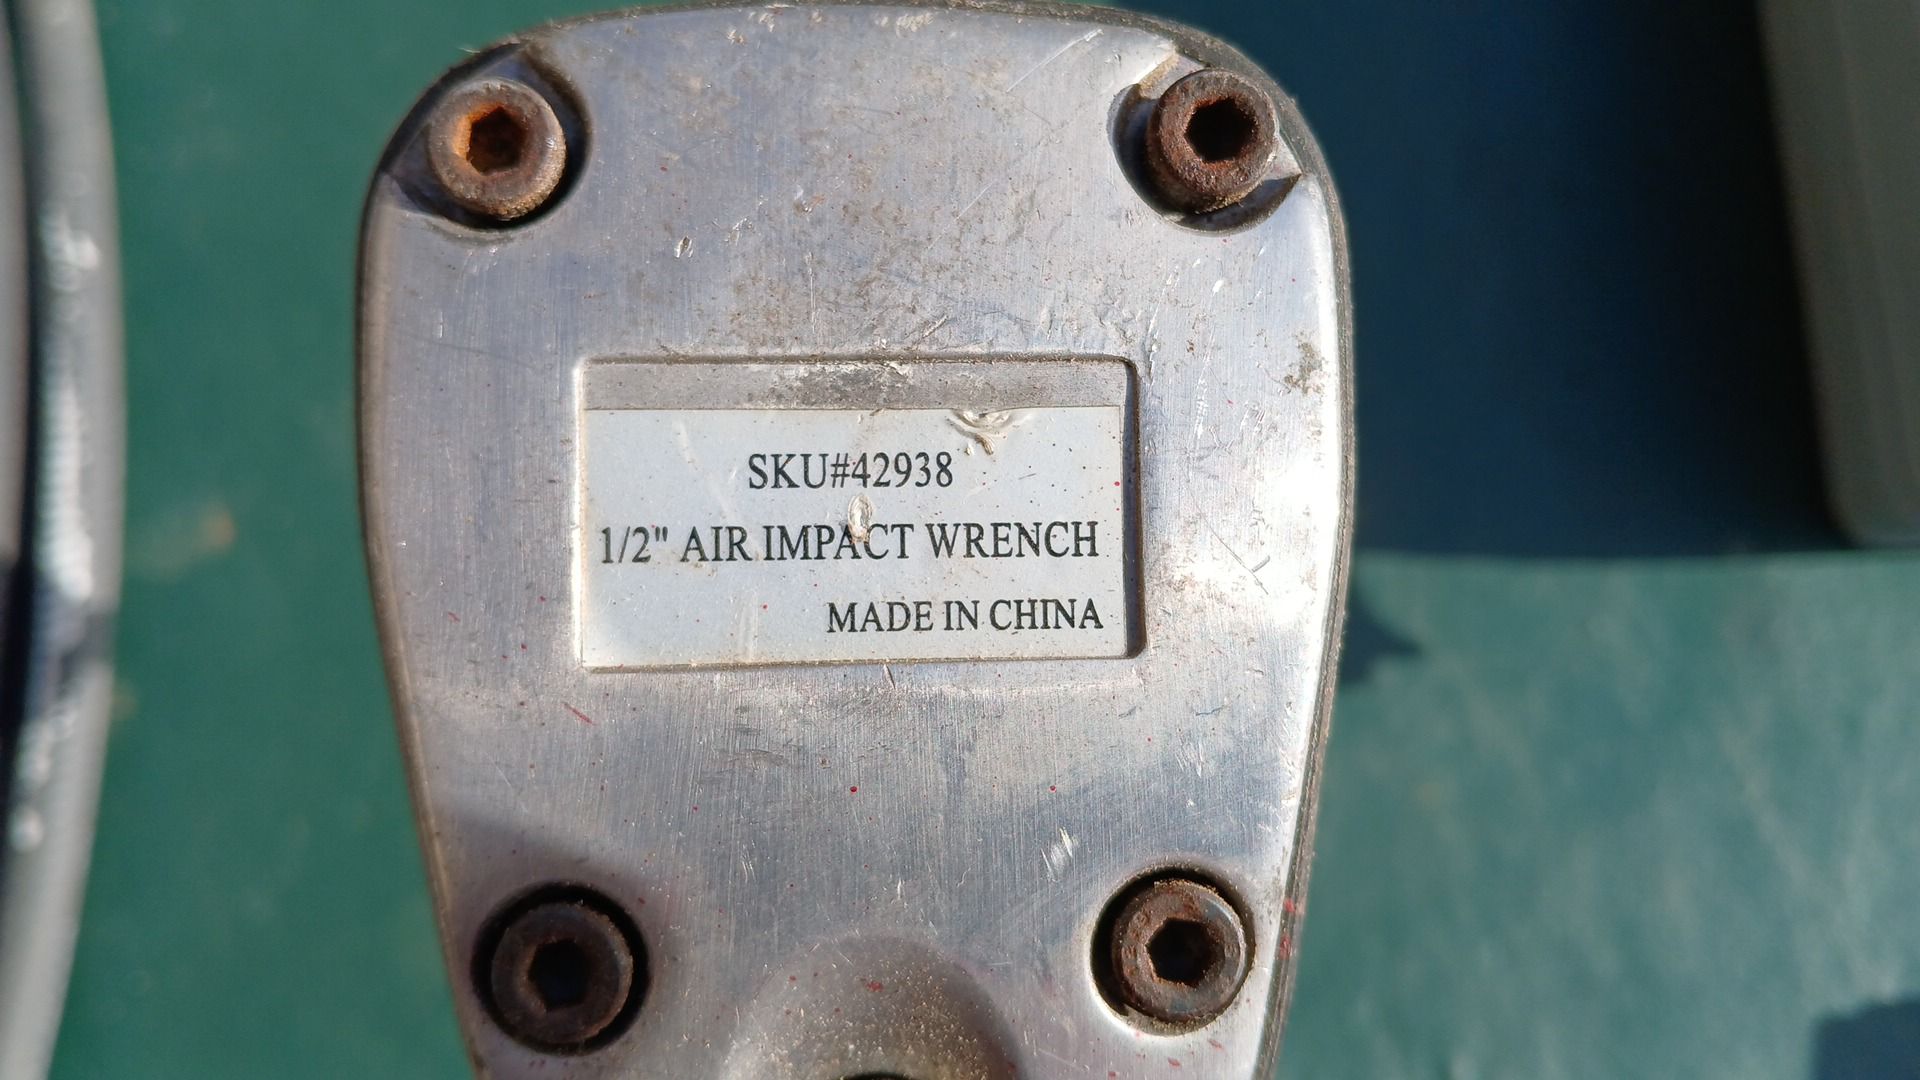 SKU#42938
1/2" AIR IMPACT WRENCH
MADE IN CHINA